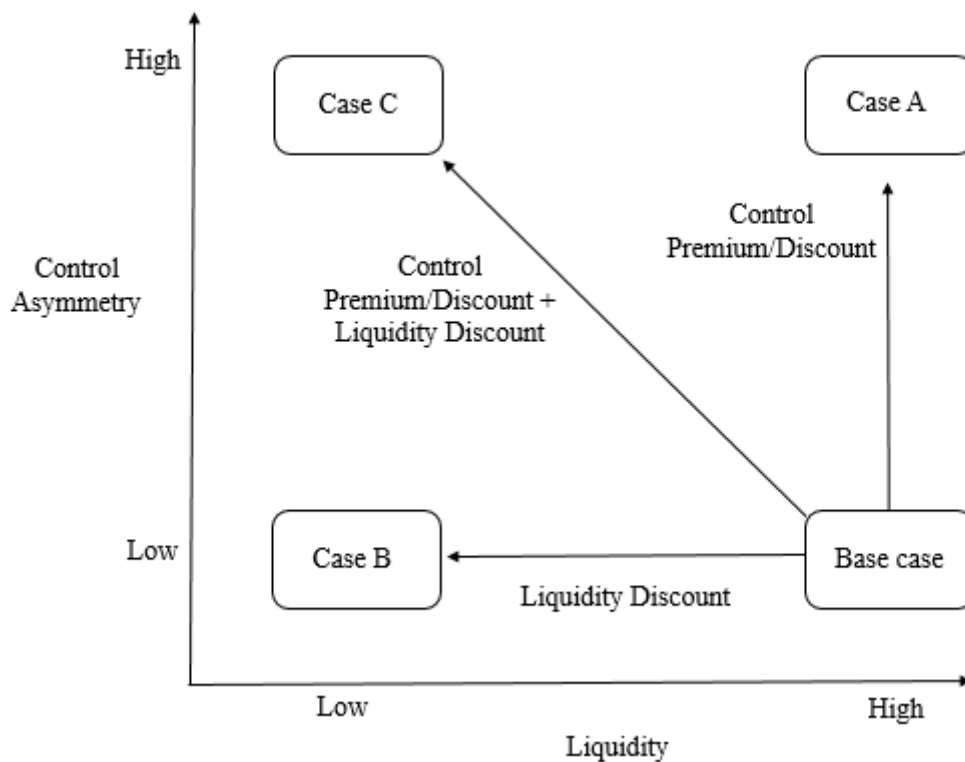 High
Case C
Case A
Control
Premium/Discount
Control
Asymmetry
Control
Premium/Discount +
Liquidity Discount
Low
Case B
Base case
Liquidity Discount
Low
High
Liquidity